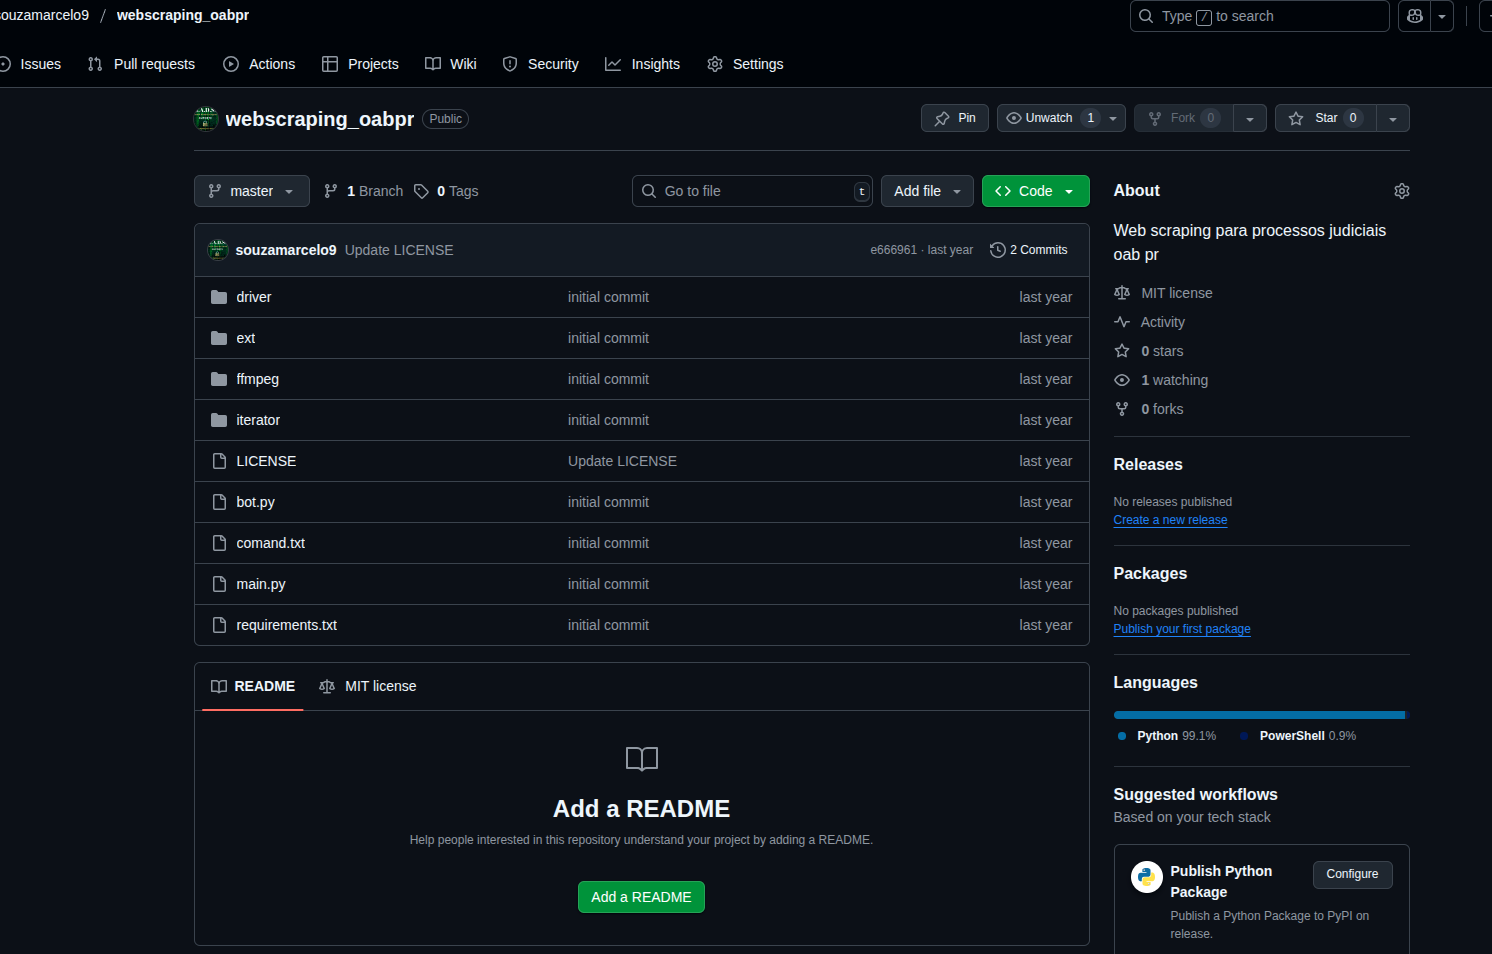 souzamarcelo9 / webscraping_oabpr
Type / to search
Issues Pull requests Actions Projects Wiki Security Insights Settings
webscraping_oabpr Public
Pin Unwatch 1 Fork 0 Star 0
master 1 Branch 0 Tags Go to file t Add file Code
souzamarcelo9 Update LICENSE e666961 · last year 2 Commits
driver initial commit last year
ext initial commit last year
ffmpeg initial commit last year
iterator initial commit last year
LICENSE Update LICENSE last year
bot.py initial commit last year
comand.txt initial commit last year
main.py initial commit last year
requirements.txt initial commit last year
README MIT license
Add a README
Help people interested in this repository understand your project by adding a README.
Add a README
About
Web scraping para processos judiciais
oab pr
MIT license
Activity
0 stars
1 watching
0 forks
Releases
No releases published
Create a new release
Packages
No packages published
Publish your first package
Languages
Python 99.1% PowerShell 0.9%
Suggested workflows
Based on your tech stack
Publish Python
Package
Configure
Publish a Python Package to PyPI on
release.